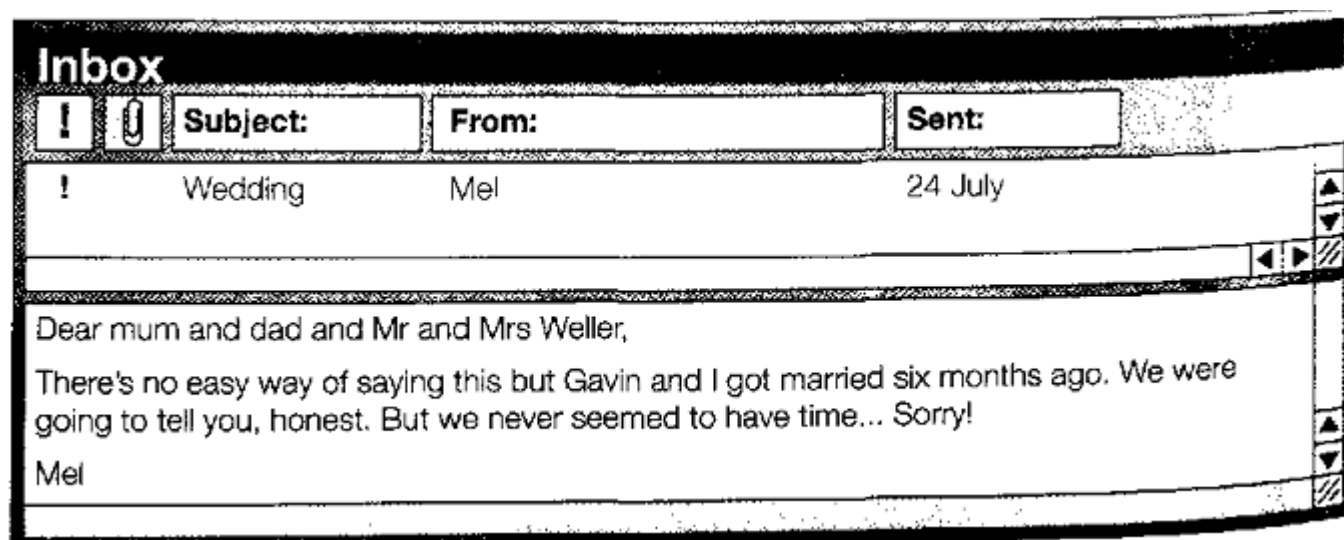 Inbox
! Subject: From: Sent:
! Wedding Mel 24 July
Dear mum and dad and Mr and Mrs Weller,
There's no easy way of saying this but Gavin and I got married six months ago. We were
going to tell you, honest. But we never seemed to have time... Sorry!
Mel